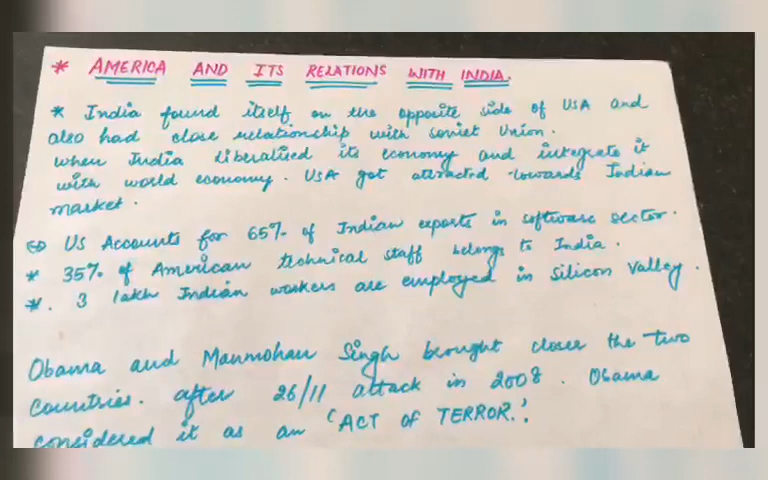 * AMERICA AND ITS RELATIONS WITH INDIA.
* India found itself on the opposite side of USA and
also had close relationship with soviet Union.
when India liberalised its economy and integrate it
with world economy. USA got attracted towards Indian
market.
⇔ US Accounts for 65% of Indian exports in software sector.
* 35% of American technical staff belongs to India.
*. 3 lakh Indian workers are employed in Silicon Valley.
Obama and Manmohan Singh brought closer the two
Countries. after 26/11 attack in 2008. Obama
considered it as an 'ACT OF TERROR.'.